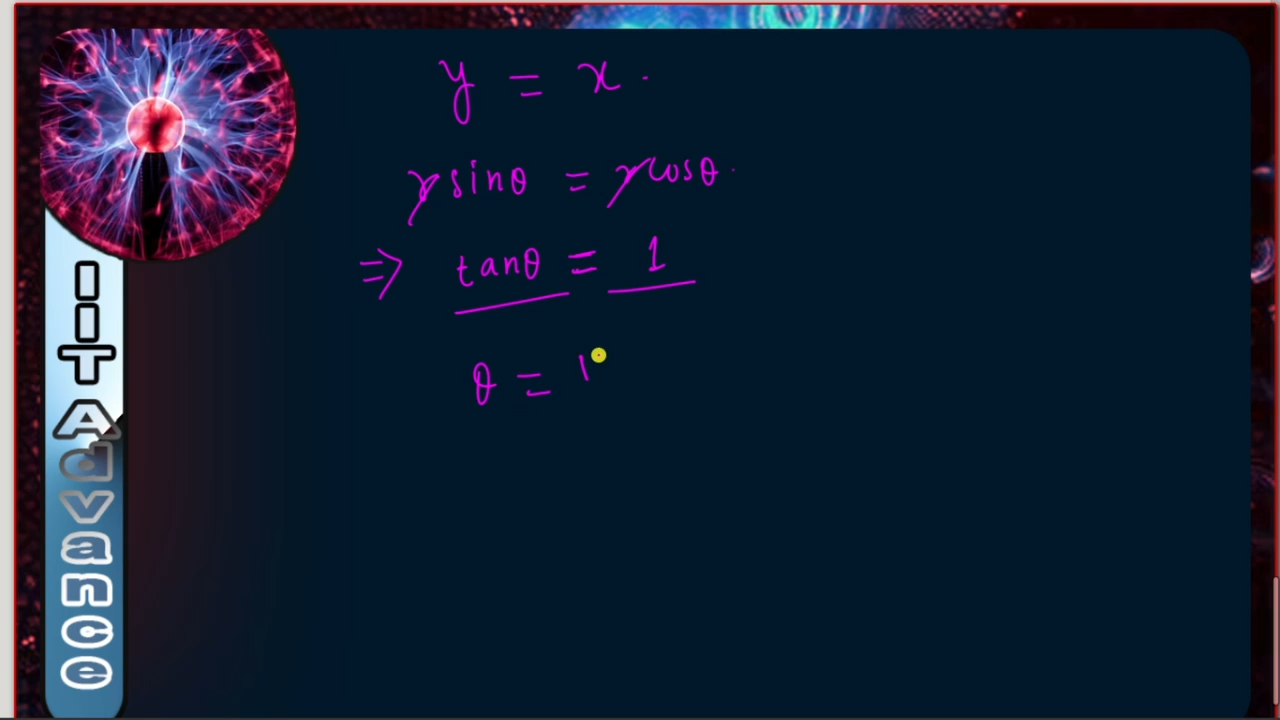 y = x .
r sinθ = r cosθ .
⇒ tanθ = 1
θ =
IIT Advance